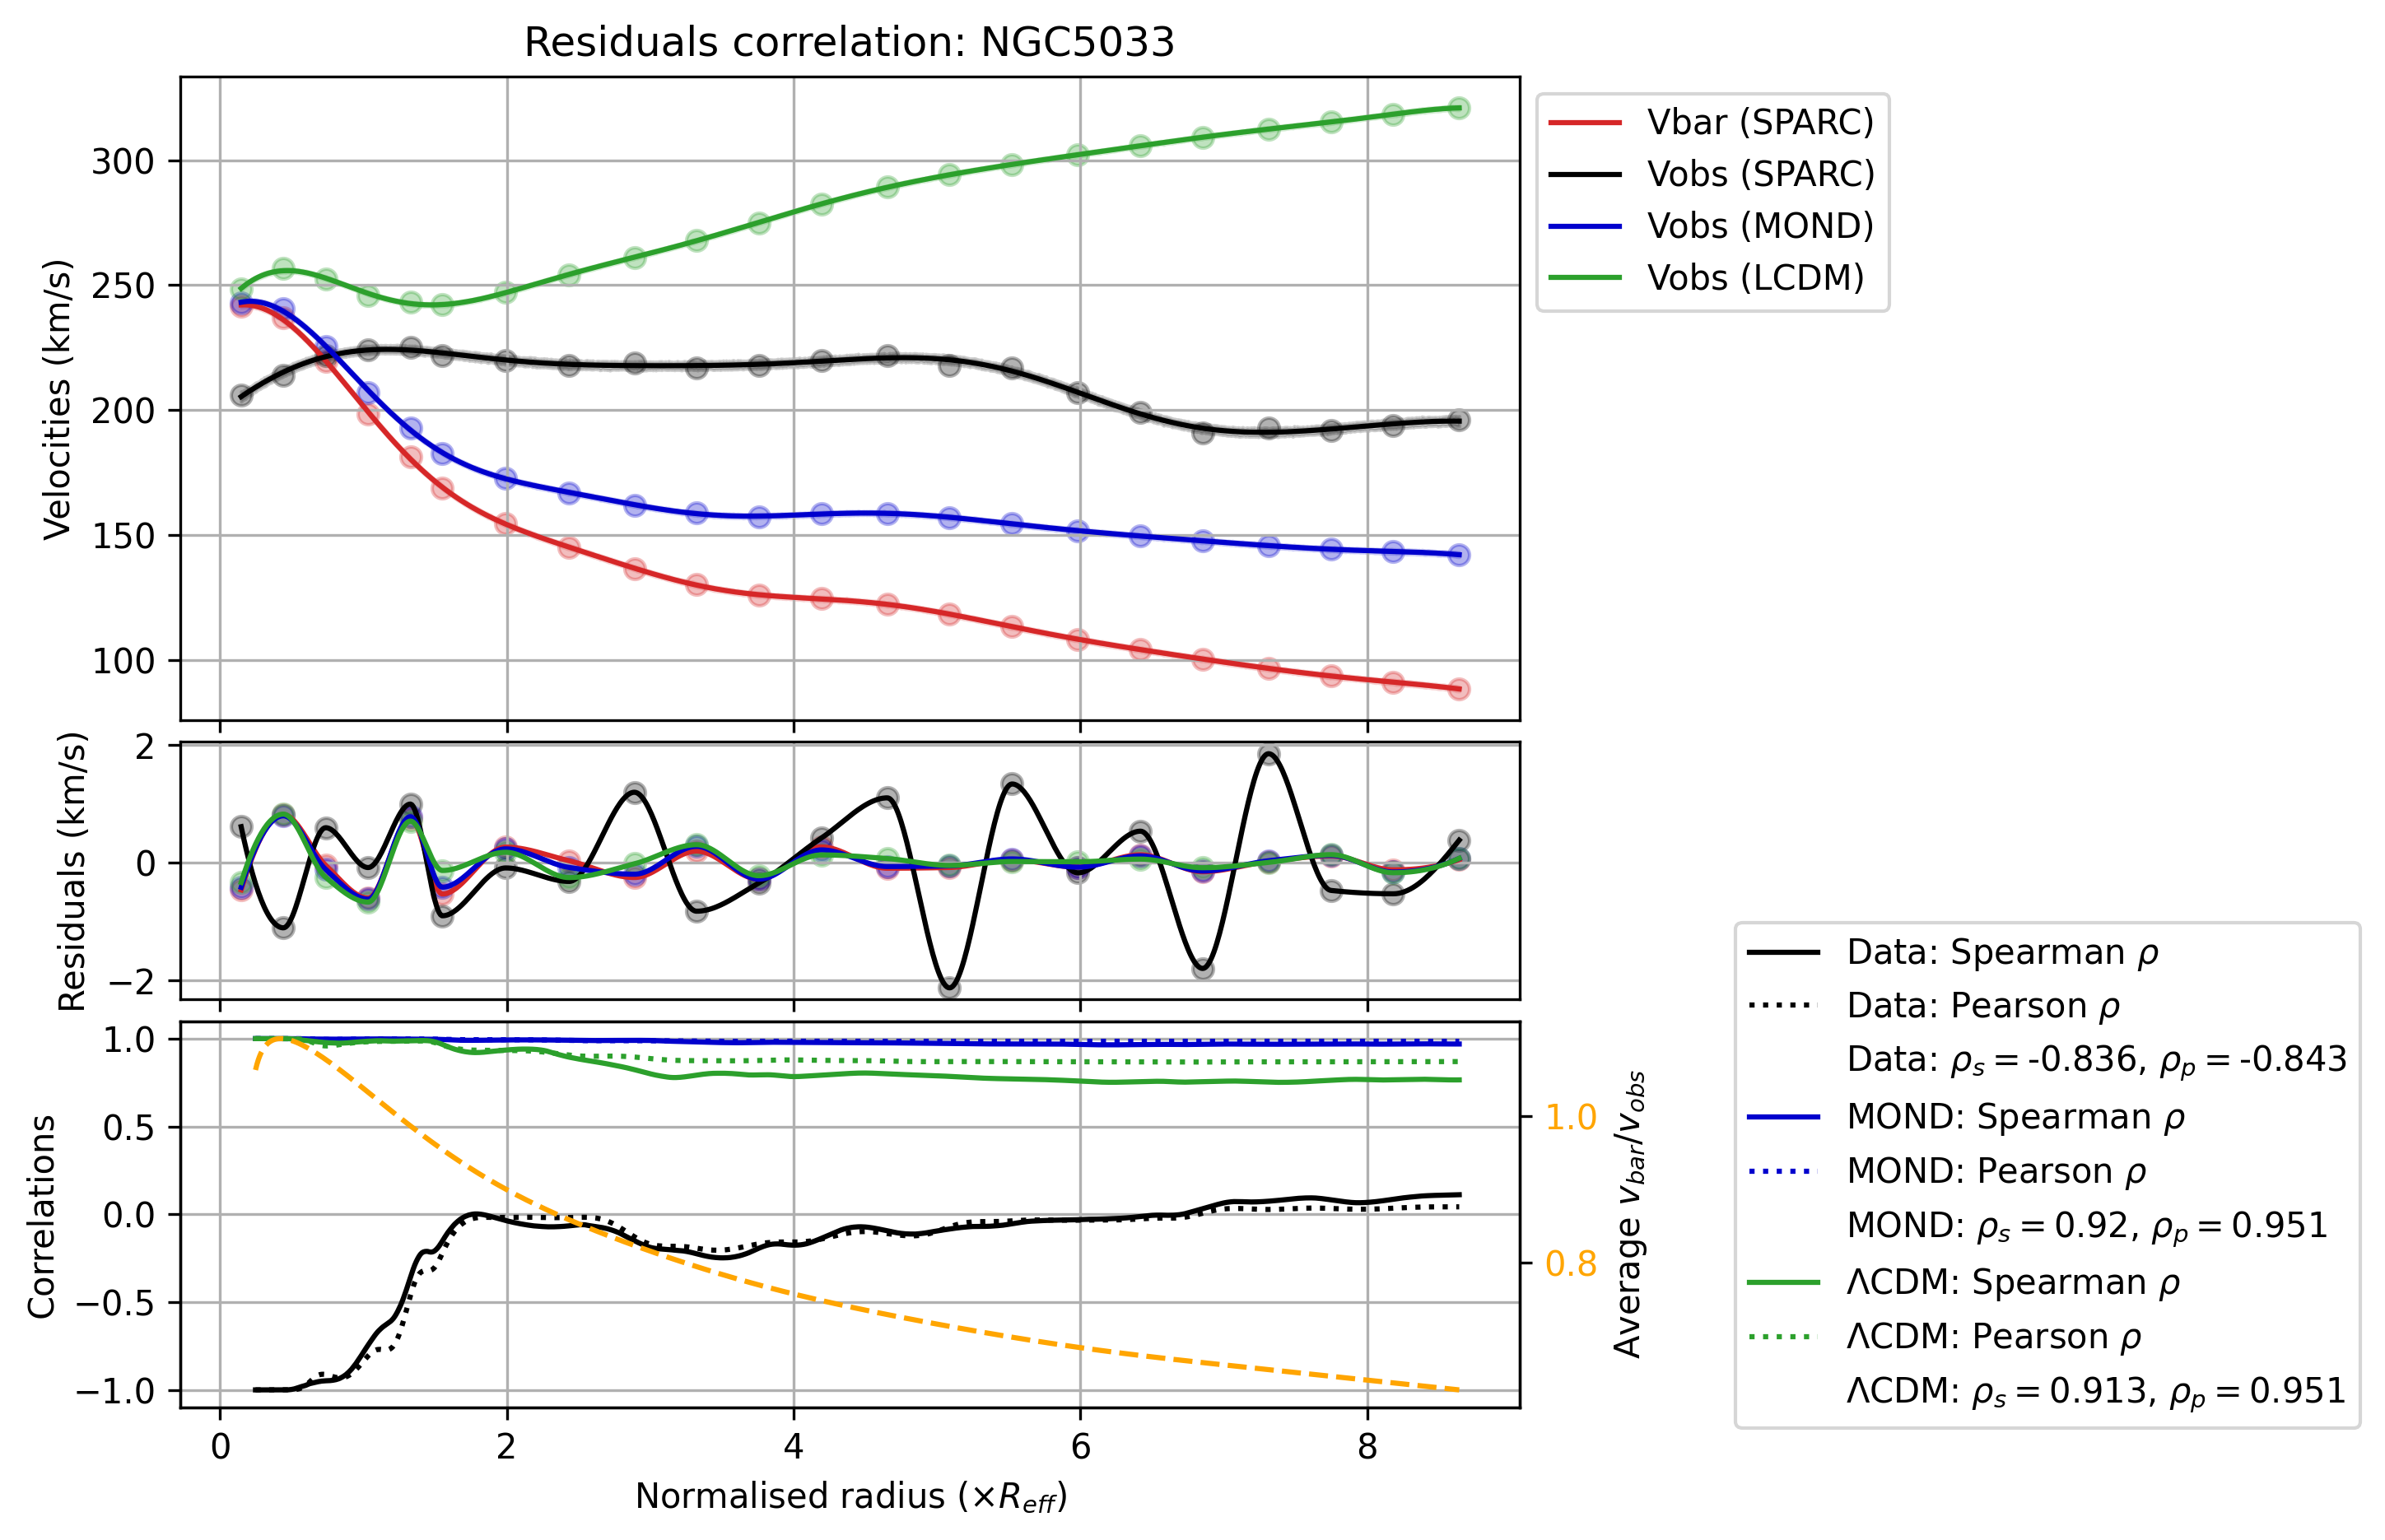 Residuals correlation: NGC5033
300
250
200
150
100
Velocities (km/s)
Vbar (SPARC)
Vobs (SPARC)
Vobs (MOND)
Vobs (LCDM)
2
0
−2
Residuals (km/s)
1.0
0.5
0.0
−0.5
−1.0
Correlations
1.0
0.8
Average v_bar/v_obs
0 2 4 6 8
Normalised radius (×R_eff)
Data: Spearman ρ
Data: Pearson ρ
Data: ρ_s = -0.836, ρ_p = -0.843
MOND: Spearman ρ
MOND: Pearson ρ
MOND: ρ_s = 0.92, ρ_p = 0.951
ΛCDM: Spearman ρ
ΛCDM: Pearson ρ
ΛCDM: ρ_s = 0.913, ρ_p = 0.951